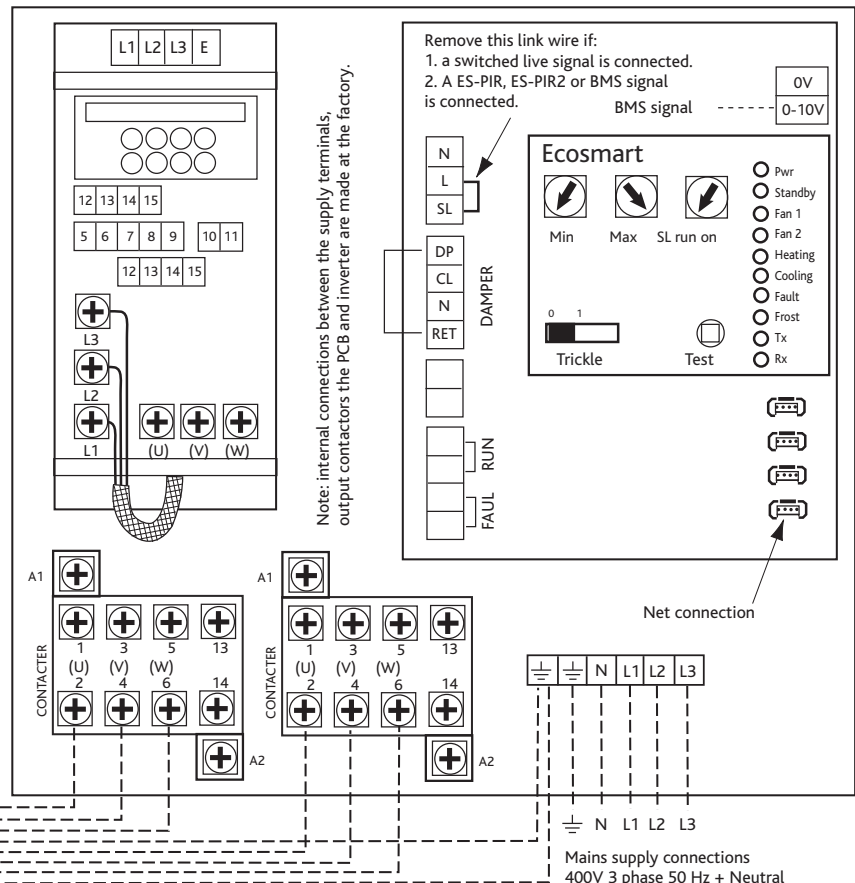 L1 L2 L3 E
12 13 14 15
5 6 7 8 9 10 11
12 13 14 15
L3
L2
L1 (U) (V) (W)
Note: internal connections between the supply terminals,
output contactors the PCB and inverter are made at the factory.
Remove this link wire if:
1. a switched live signal is connected.
2. A ES-PIR, ES-PIR2 or BMS signal
is connected.
BMS signal
0V
0-10V
N
L
SL
DP
CL
N
RET
DAMPER
RUN
FAUL
Ecosmart
Min Max SL run on
0 1
Trickle
Test
Pwr
Standby
Fan 1
Fan 2
Heating
Cooling
Fault
Frost
Tx
Rx
Net connection
A1
CONTACTER
1 3 5 13
(U) (V) (W)
2 4 6 14
A2
A1
CONTACTER
1 3 5 13
(U) (V) (W)
2 4 6 14
A2
N L1 L2 L3
N L1 L2 L3
Mains supply connections
400V 3 phase 50 Hz + Neutral